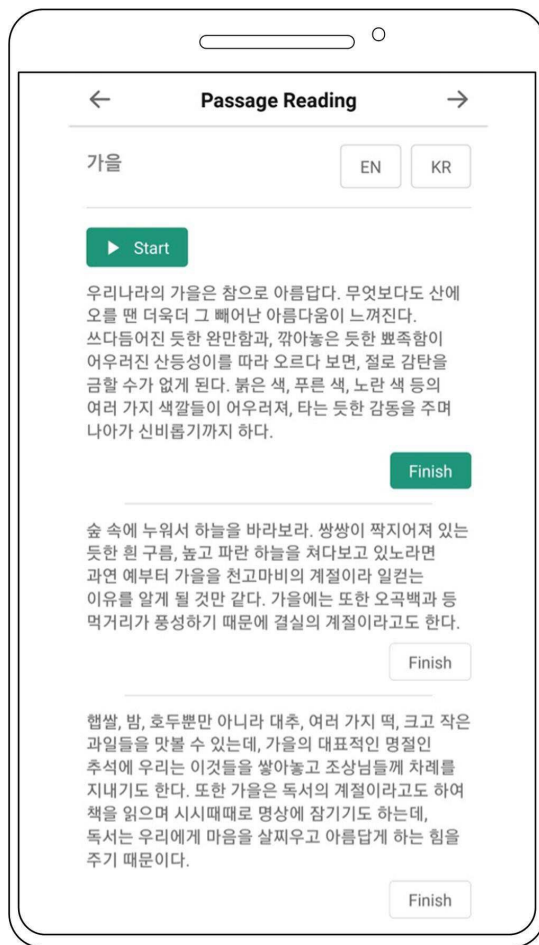 Passage Reading
가을
EN
KR
Start
우리나라의 가을은 참으로 아름답다. 무엇보다도 산에
오를 땐 더욱더 그 빼어난 아름다움이 느껴진다.
쓰다듬어진 듯한 완만함과, 깎아놓은 듯한 뾰족함이
어우러진 산등성이를 따라 오르다 보면, 절로 감탄을
금할 수가 없게 된다. 붉은 색, 푸른 색, 노란 색 등의
여러 가지 색깔들이 어우러져, 타는 듯한 감동을 주며
나아가 신비롭기까지 하다.
Finish
숲 속에 누워서 하늘을 바라보라. 쌍쌍이 짝지어져 있는
듯한 흰 구름, 높고 파란 하늘을 쳐다보고 있노라면
과연 예부터 가을을 천고마비의 계절이라 일컫는
이유를 알게 될 것만 같다. 가을에는 또한 오곡백과 등
먹거리가 풍성하기 때문에 결실의 계절이라고도 한다.
Finish
햅쌀, 밤, 호두뿐만 아니라 대추, 여러 가지 떡, 크고 작은
과일들을 맛볼 수 있는데, 가을의 대표적인 명절인
추석에 우리는 이것들을 쌓아놓고 조상님들께 차례를
지내기도 한다. 또한 가을은 독서의 계절이라고도 하여
책을 읽으며 시시때때로 명상에 잠기기도 하는데,
독서는 우리에게 마음을 살찌우고 아름답게 하는 힘을
주기 때문이다.
Finish